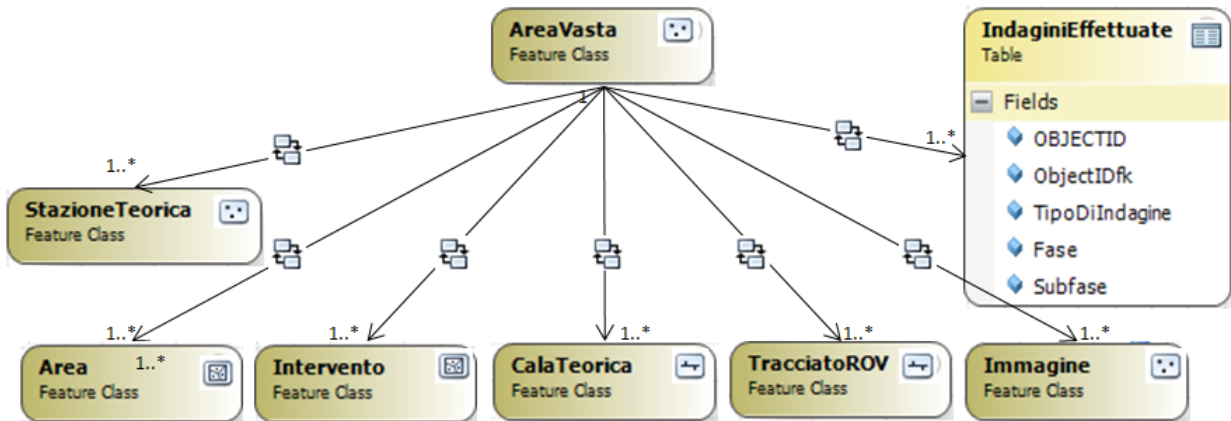 AreaVasta
Feature Class
IndaginiEffettuate
Table
Fields
OBJECTID
ObjectIDfk
TipoDiIndagine
Fase
Subfase
1
1..*
1..*
StazioneTeorica
Feature Class
1..*
1..*
1..*
1..*
1..*
Area
1..*
Feature Class
Intervento
Feature Class
CalaTeorica
Feature Class
TracciatoROV
Feature Class
Immagine
Feature Class